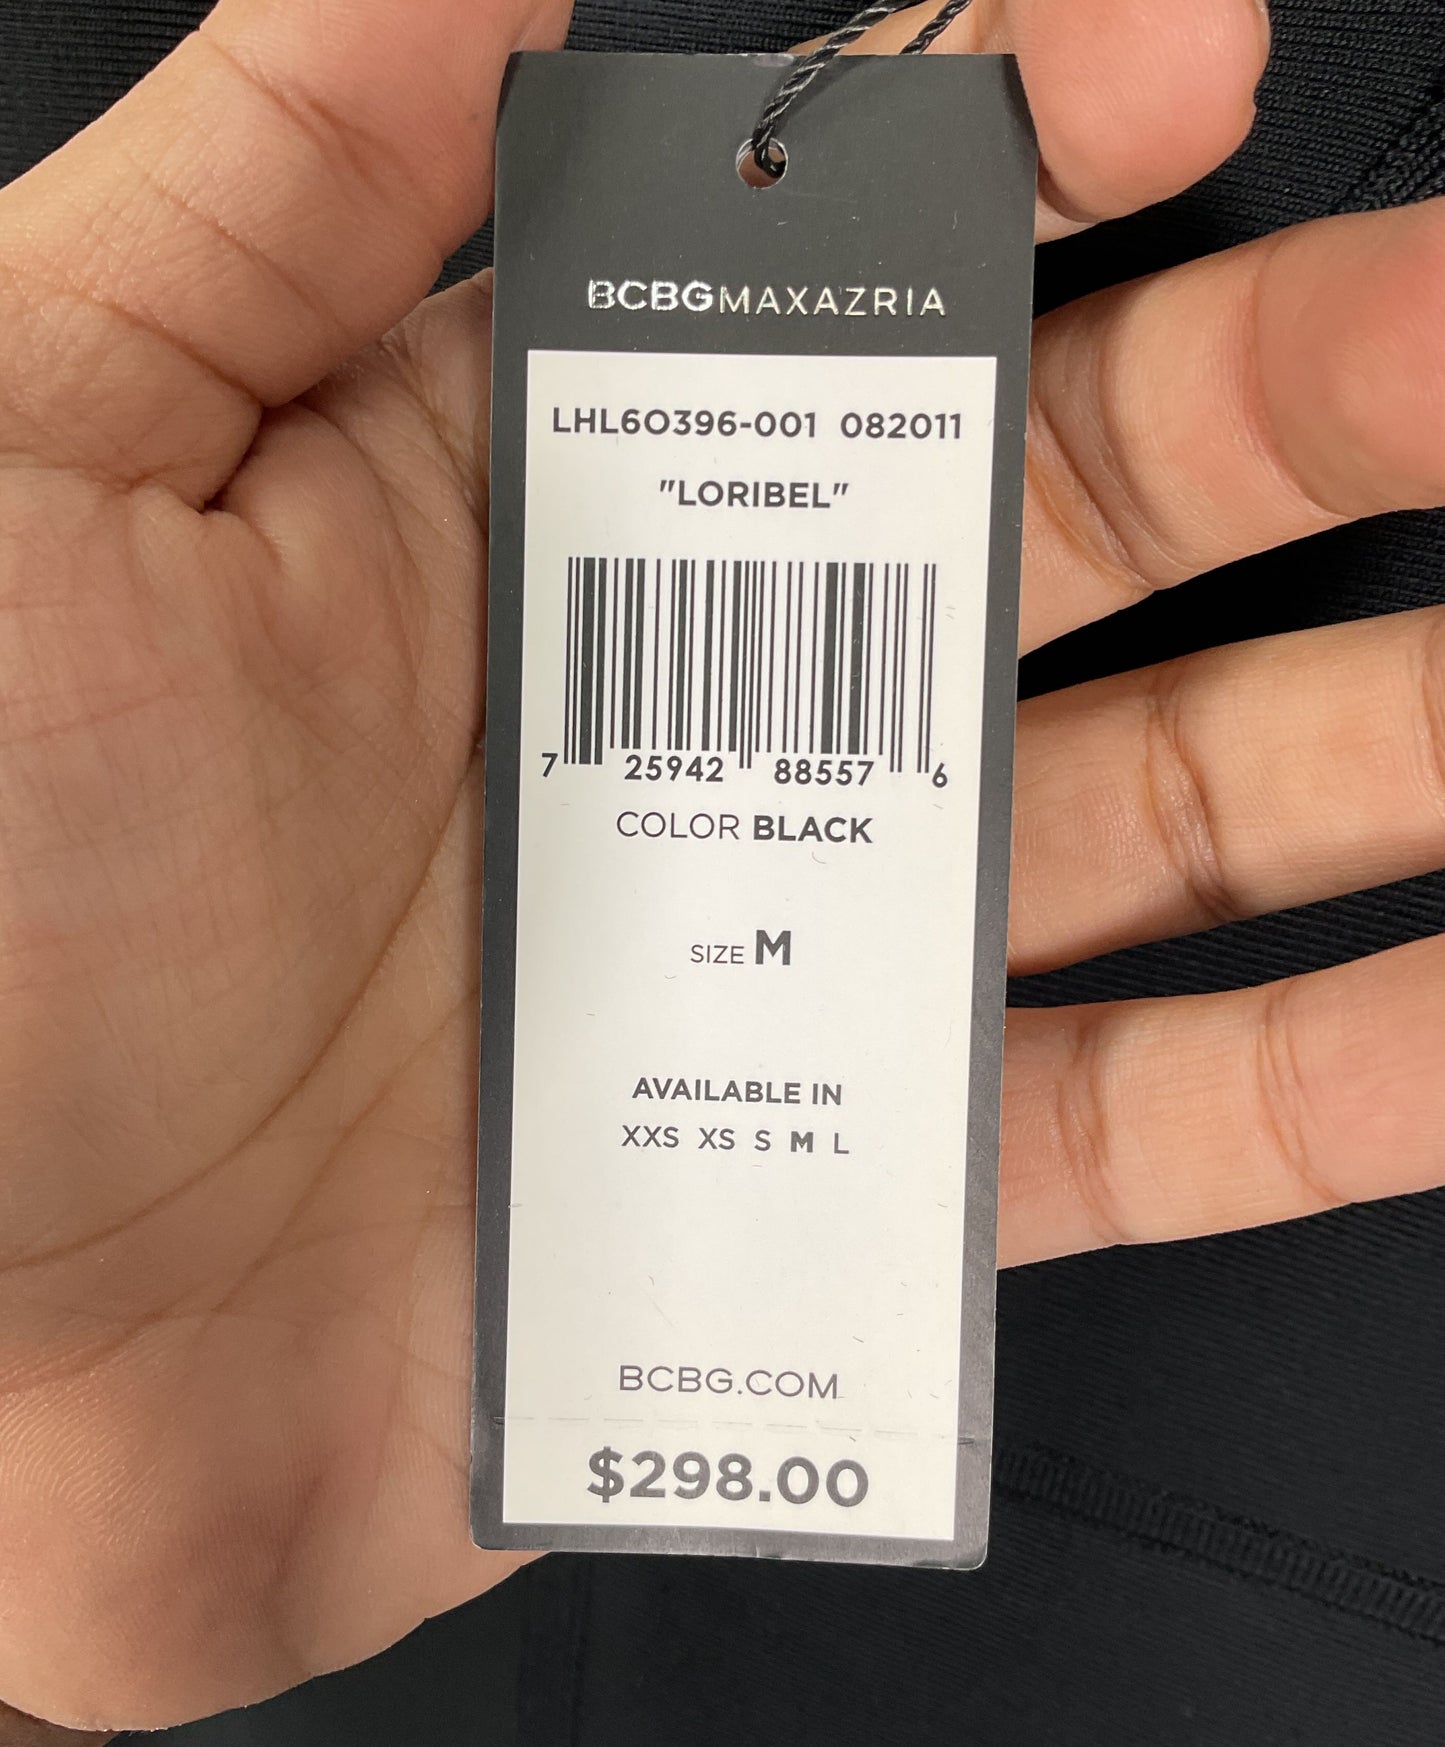 BCBGMAXAZRIA
LHL6O396-001 082011
"LORIBEL"
7 25942 88557 6
COLOR BLACK
SIZE M
AVAILABLE IN
XXS XS S M L
BCBG.COM
$298.00